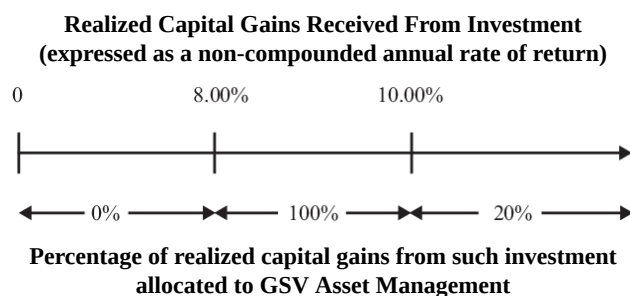 Realized Capital Gains Received From Investment
(expressed as a non-compounded annual rate of return)
0 8.00% 10.00%
0% 100% 20%
Percentage of realized capital gains from such investment
allocated to GSV Asset Management